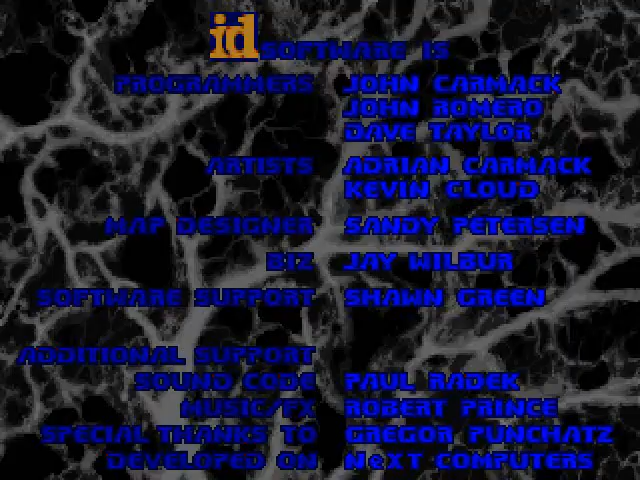 id SOFTWARE IS
PROGRAMMERS JOHN CARMACK
JOHN ROMERO
DAVE TAYLOR
ARTISTS ADRIAN CARMACK
KEVIN CLOUD
MAP DESIGNER SANDY PETERSEN
BIZ JAY WILBUR
SOFTWARE SUPPORT SHAWN GREEN
ADDITIONAL SUPPORT
SOUND CODE PAUL RADEK
MUSIC/FX ROBERT PRINCE
SPECIAL THANKS TO GREGOR PUNCHATZ
DEVELOPED ON NeXT COMPUTERS